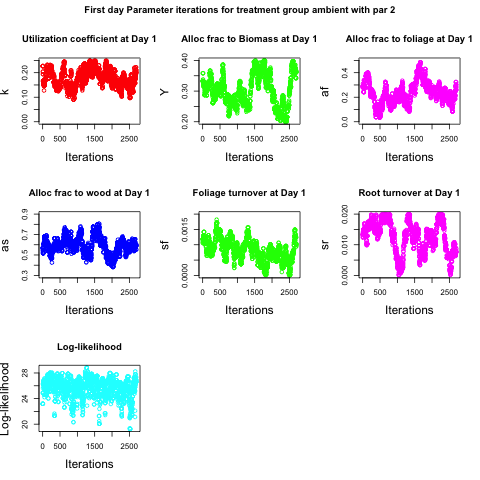 First day Parameter iterations for treatment group ambient with par 2
Utilization coefficient at Day 1
k
0.00 0.10 0.20
0 500 1500 2500
Iterations
Alloc frac to Biomass at Day 1
Y
0.20 0.30 0.40
0 500 1500 2500
Iterations
Alloc frac to foliage at Day 1
af
0.0 0.2 0.4
0 500 1500 2500
Iterations
Alloc frac to wood at Day 1
as
0.3 0.5 0.7 0.9
0 500 1500 2500
Iterations
Foliage turnover at Day 1
sf
0.0000 0.0015
0 500 1500 2500
Iterations
Root turnover at Day 1
sr
0.000 0.010 0.020
0 500 1500 2500
Iterations
Log-likelihood
Log-likelihood
20 24 28
0 500 1500 2500
Iterations